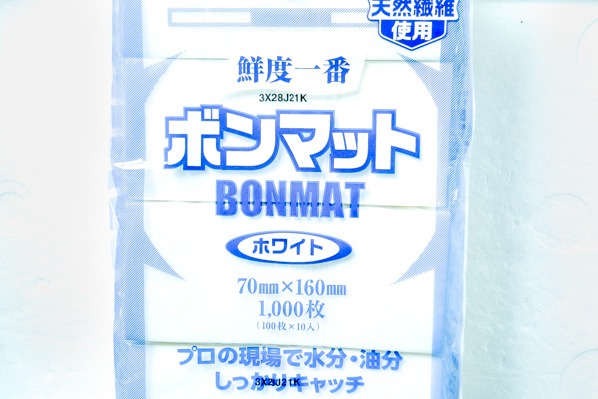 天然繊維
使用
鮮度一番
3X28J21K
ボンマット
BONMAT
ホワイト
70mm×160mm
1,000枚
(100枚×10入)
プロの現場で水分・油分
しっかりキャッチ
3X28J21K